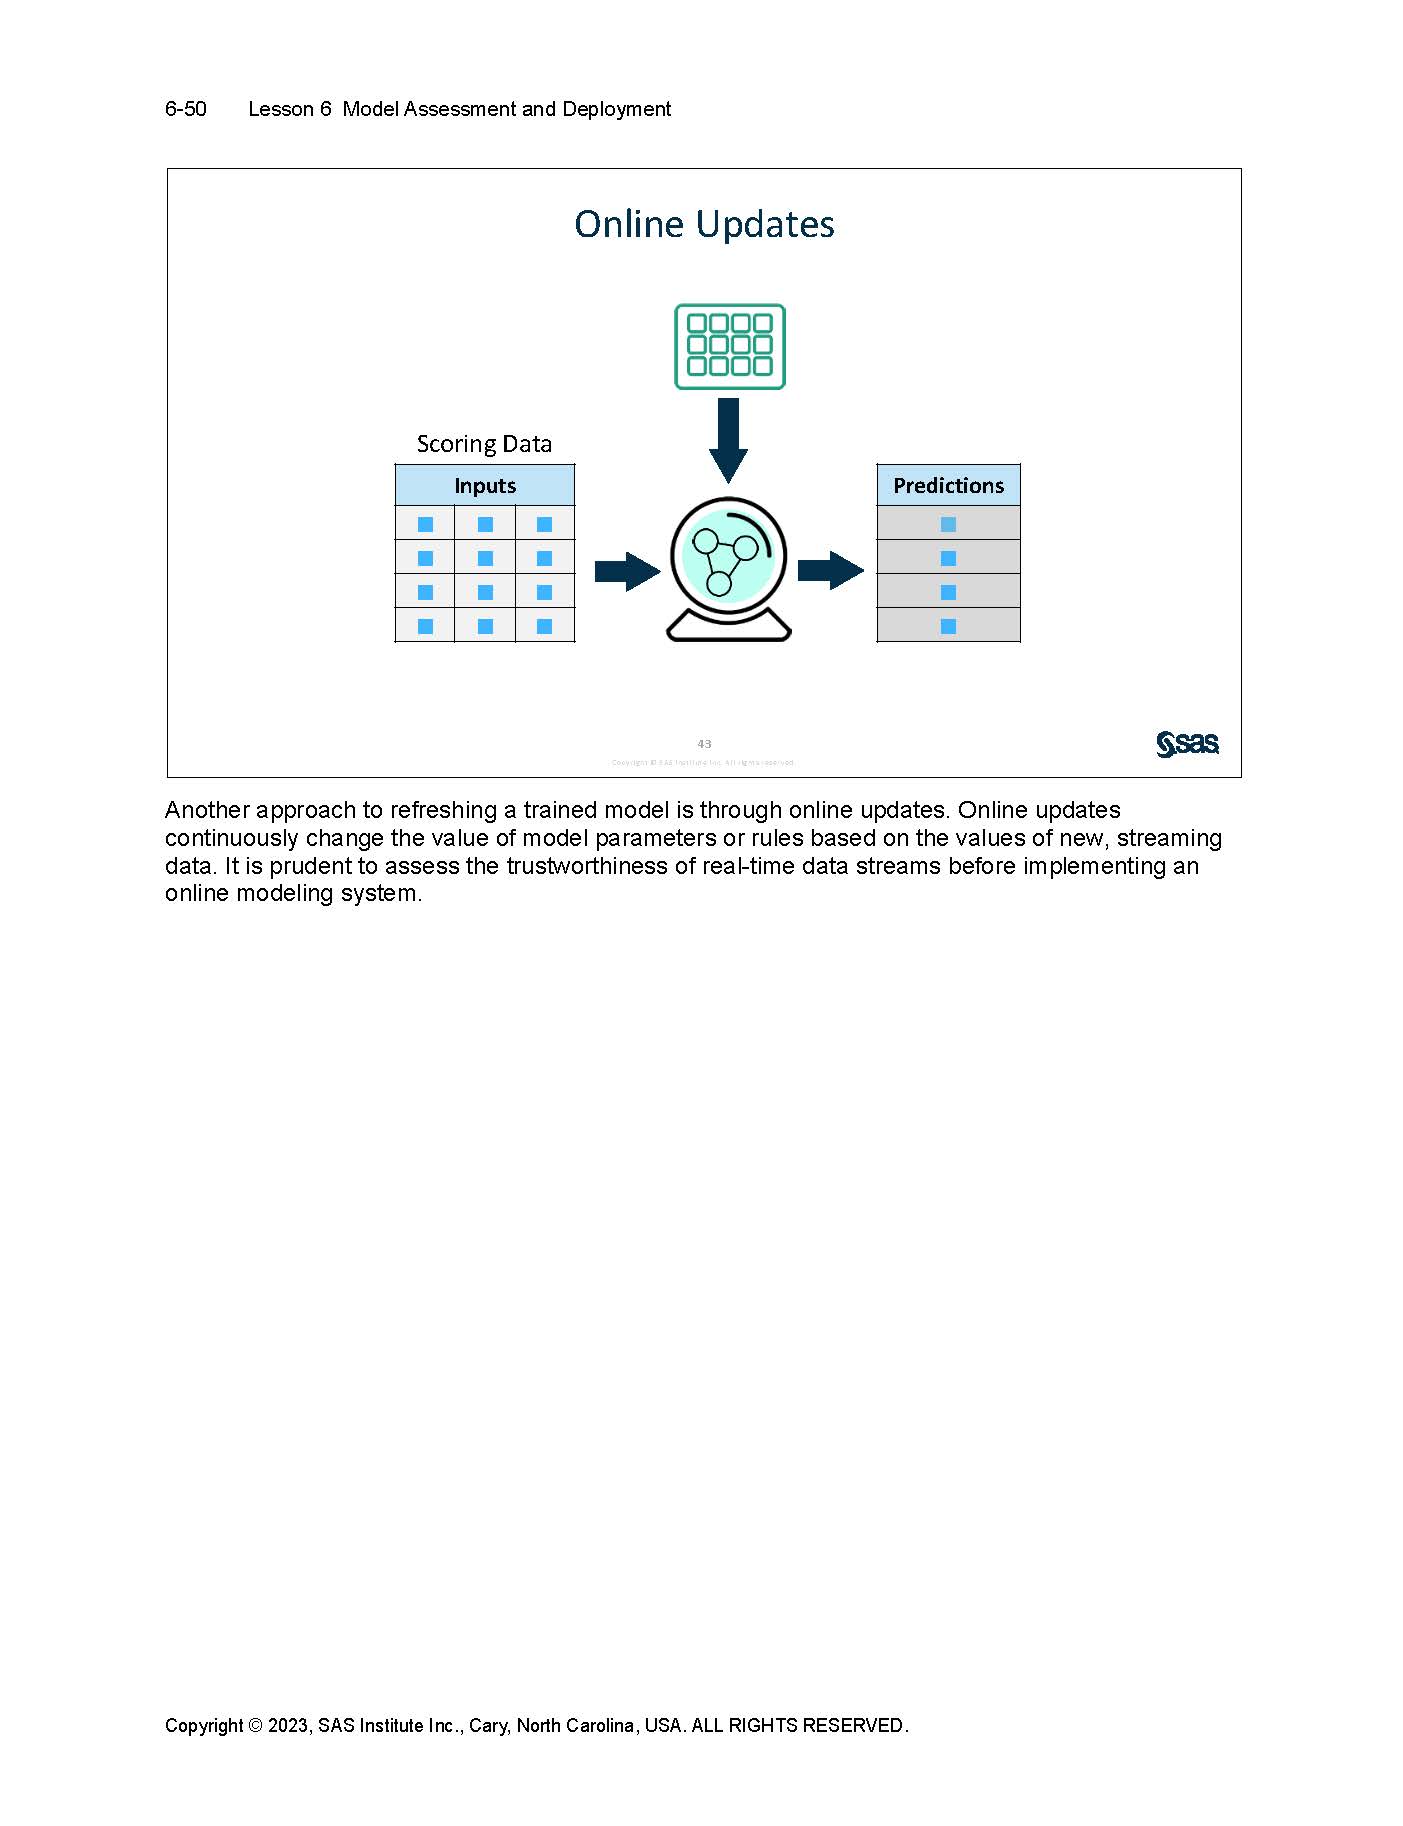 6-50 Lesson 6 Model Assessment and Deployment
Online Updates
Scoring Data
Inputs
Predictions
43
Copyright © SAS Institute Inc. All rights reserved.
sas
Another approach to refreshing a trained model is through online updates. Online updates
continuously change the value of model parameters or rules based on the values of new, streaming
data. It is prudent to assess the trustworthiness of real-time data streams before implementing an
online modeling system.
Copyright © 2023, SAS Institute Inc., Cary, North Carolina, USA. ALL RIGHTS RESERVED.